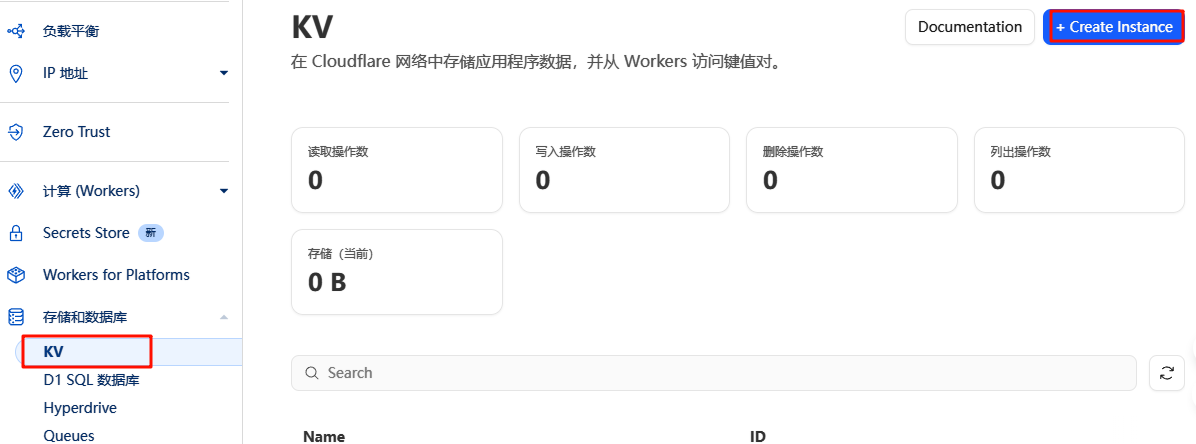 负载平衡
IP 地址
Zero Trust
计算 (Workers)
Secrets Store 新
Workers for Platforms
存储和数据库
KV
D1 SQL 数据库
Hyperdrive
Queues
KV
Documentation
+ Create Instance
在 Cloudflare 网络中存储应用程序数据，并从 Workers 访问键值对。
读取操作数
0
写入操作数
0
删除操作数
0
列出操作数
0
存储（当前）
0 B
Search
Name ID